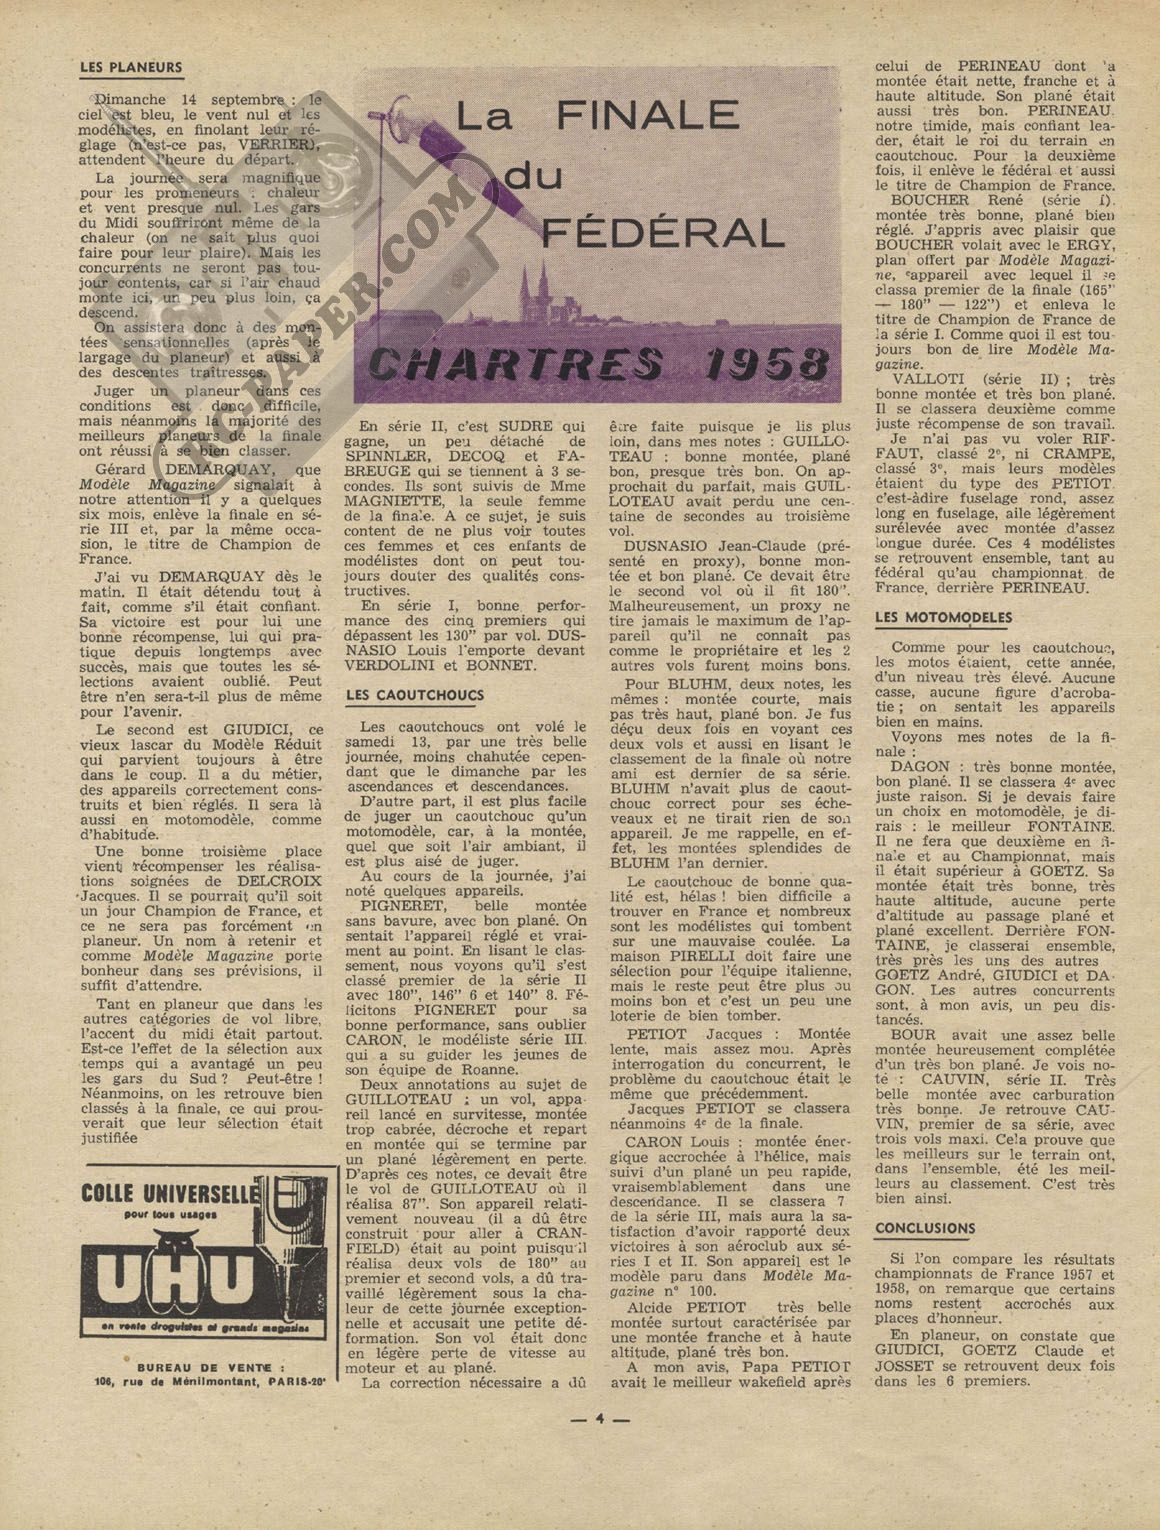 LES PLANEURS
Dimanche 14 septembre : le
ciel est bleu, le vent nul et les
modélistes, en finolant leur ré-
glage (n'est-ce pas, VERRIER),
attendent l'heure du départ.
La journée sera magnifique
pour les promeneurs : chaleur
et vent presque nul. Les gars
du Midi souffriront même de la
chaleur (on ne sait plus quoi
faire pour leur plaire). Mais les
concurrents ne seront pas tou-
jour contents, car si l'air chaud
monte ici, un peu plus loin, ça
descend.
On assistera donc à des mon-
tées sensationnelles (après le
largage du planeur) et aussi à
des descentes traîtresses.
Juger un planeur dans ces
conditions est donc difficile,
mais néanmoins la majorité des
meilleurs planeurs de la finale
ont réussi à se bien classer.
Gérard DEMARQUAY, que
Modèle Magazine signalait à
notre attention il y a quelques
six mois, enlève la finale en sé-
rie III et, par la même occa-
sion, le titre de Champion de
France.
J'ai vu DEMARQUAY dès le
matin. Il était détendu tout à
fait, comme s'il était confiant.
Sa victoire est pour lui une
bonne récompense, lui qui pra-
tique depuis longtemps avec
succès, mais que toutes les sé-
lections avaient oublié. Peut
être n'en sera-t-il plus de même
pour l'avenir.
Le second est GIUDICI, ce
vieux lascar du Modèle Réduit
qui parvient toujours à être
dans le coup. Il a du métier,
des appareils correctement cons-
truits et bien réglés. Il sera là
aussi en motomodèle, comme
d'habitude.
Une bonne troisième place
vient récompenser les réalisa-
tions soignées de DELCROIX
Jacques. Il se pourrait qu'il soit
un jour Champion de France, et
ce ne sera pas forcément en
planeur. Un nom à retenir et
comme Modèle Magazine porte
bonheur dans ses prévisions, il
suffit d'attendre.
Tant en planeur que dans les
autres catégories de vol libre,
l'accent du midi était partout.
Est-ce l'effet de la sélection aux
temps qui a avantagé un peu
les gars du Sud ? Peut-être !
Néanmoins, on les retrouve bien
classés à la finale, ce qui prou-
verait que leur sélection était
justifiée
COLLE UNIVERSELLE
pour tous usages
UHU
en vente droguistes et grands magasins
BUREAU DE VENTE :
106, rue de Ménilmontant, PARIS-20e
La FINALE
du
FÉDÉRAL
CHARTRES 1958
RC-PAPER.COM
En série II, c'est SUDRE qui
gagne, un peu détaché de
SPINNLER, DECOQ et FA-
BREUGE qui se tiennent à 3 se-
condes. Ils sont suivis de Mme
MAGNIETTE, la seule femme
de la finale. A ce sujet, je suis
content de ne plus voir toutes
ces femmes et ces enfants de
modélistes dont on peut tou-
jours douter des qualités cons-
tructives.
En série I, bonne perfor-
mance des cinq premiers qui
dépassent les 130" par vol. DUS-
NASIO Louis l'emporte devant
VERDOLINI et BONNET.
LES CAOUTCHOUCS
Les caoutchoucs ont volé le
samedi 13, par une très belle
journée, moins chahutée cepen-
dant que le dimanche par les
ascendances et descendances.
D'autre part, il est plus facile
de juger un caoutchouc qu'un
motomodèle, car, à la montée,
quel que soit l'air ambiant, il
est plus aisé de juger.
Au cours de la journée, j'ai
noté quelques appareils.
PIGNERET, belle montée
sans bavure, avec bon plané. On
sentait l'appareil réglé et vrai-
ment au point. En lisant le clas-
sement, nous voyons qu'il s'est
classé premier de la série II
avec 180", 146" 6 et 140" 8. Fé-
licitons PIGNERET pour sa
bonne performance, sans oublier
CARON, le modéliste série III,
qui a su guider les jeunes de
son équipe de Roanne.
Deux annotations au sujet de
GUILLOTEAU : un vol, appa-
reil lancé en survitesse, montée
trop cabrée, décroche et repart
en montée qui se termine par
un plané légèrement en perte.
D'après ces notes, ce devait être
le vol de GUILLOTEAU où il
réalisa 87". Son appareil relati-
vement nouveau (il a dû être
construit pour aller à CRAN-
FIELD) était au point puisqu'il
réalisa deux vols de 180" au
premier et second vols, a dû tra-
vaillé légèrement sous la cha-
leur de cette journée exception-
nelle et accusait une petite dé-
formation. Son vol était donc
en légère perte de vitesse au
moteur et au plané.
La correction nécessaire a dû
être faite puisque je lis plus
loin, dans mes notes : GUILLO-
TEAU : bonne montée, plané
bon, presque très bon. On ap-
prochait du parfait, mais GUIL-
LOTEAU avait perdu une cen-
taine de secondes au troisième
vol.
DUSNASIO Jean-Claude (pré-
senté en proxy), bonne mon-
tée et bon plané. Ce devait être
le second vol où il fit 180".
Malheureusement, un proxy ne
tire jamais le maximum de l'ap-
pareil qu'il ne connaît pas
comme le propriétaire et les 2
autres vols furent moins bons.
Pour BLUHM, deux notes, les
mêmes : montée courte, mais
pas très haut, plané bon. Je fus
déçu deux fois en voyant ces
deux vols et aussi en lisant le
classement de la finale où notre
ami est dernier de sa série.
BLUHM n'avait plus de caout-
chouc correct pour ses éche-
veaux et ne tirait rien de son
appareil. Je me rappelle, en ef-
fet, les montées splendides de
BLUHM l'an dernier.
Le caoutchouc de bonne qua-
lité est, hélas ! bien difficile a
trouver en France et nombreux
sont les modélistes qui tombent
sur une mauvaise coulée. La
maison PIRELLI doit faire une
sélection pour l'équipe italienne,
mais le reste peut être plus ou
moins bon et c'est un peu une
loterie de bien tomber.
PETIOT Jacques : Montée
lente, mais assez mou. Après
interrogation du concurrent, le
problème du caoutchouc était le
même que précédemment.
Jacques PETIOT se classera
néanmoins 4e de la finale.
CARON Louis : montée éner-
gique accrochée à l'hélice, mais
suivi d'un plané un peu rapide,
vraisemblablement dans une
descendance. Il se classera 7
de la série III, mais aura la sa-
tisfaction d'avoir rapporté deux
victoires à son aéroclub aux sé-
ries I et II. Son appareil est le
modèle paru dans Modèle Ma-
gazine n° 100.
Alcide PETIOT très belle
montée surtout caractérisée par
une montée franche et à haute
altitude, plané très bon.
A mon avis, Papa PETIOT
avait le meilleur wakefield après
celui de PERINEAU dont la
montée était nette, franche et à
haute altitude. Son plané était
aussi très bon. PERINEAU.
notre timide, mais confiant lea-
der, était le roi du terrain en
caoutchouc. Pour la deuxième
fois, il enlève le fédéral et aussi
le titre de Champion de France.
BOUCHER René (série I).
montée très bonne, plané bien
réglé. J'appris avec plaisir que
BOUCHER volait avec le ERGY,
plan offert par Modèle Magazi-
ne, appareil avec lequel il se
classa premier de la finale (165"
— 180" — 122") et enleva le
titre de Champion de France de
la série I. Comme quoi il est tou-
jours bon de lire Modèle Ma-
gazine.
VALLOTI (série II) ; très
bonne montée et très bon plané.
Il se classera deuxième comme
juste récompense de son travail.
Je n'ai pas vu voler RIF-
FAUT, classé 2e, ni CRAMPE,
classé 3e, mais leurs modèles
étaient du type des PETIOT.
c'est-àdire fuselage rond, assez
long en fuselage, aile légèrement
surélevée avec montée d'assez
longue durée. Ces 4 modélistes
se retrouvent ensemble, tant au
fédéral qu'au championnat de
France, derrière PERINEAU.
LES MOTOMODELES
Comme pour les caoutchouc,
les motos étaient, cette année,
d'un niveau très élevé. Aucune
casse, aucune figure d'acroba-
tie ; on sentait les appareils
bien en mains.
Voyons mes notes de la fi-
nale :
DAGON : très bonne montée,
bon plané. Il se classera 4e avec
juste raison. Si je devais faire
un choix en motomodèle, je di-
rais : le meilleur FONTAINE.
Il ne fera que deuxième en fi-
nale et au Championnat, mais
il était supérieur à GOETZ. Sa
montée était très bonne, très
haute altitude, aucune perte
d'altitude au passage plané et
plané excellent. Derrière FON-
TAINE, je classerai ensemble,
très près les uns des autres
GOETZ André, GIUDICI et DA-
GON. Les autres concurrents
sont, à mon avis, un peu dis-
tancés.
BOUR avait une assez belle
montée heureusement complétée
d'un très bon plané. Je vois no-
té : CAUVIN, série II. Très
belle montée avec carburation
très bonne. Je retrouve CAU-
VIN, premier de sa série, avec
trois vols maxi. Cela prouve que
les meilleurs sur le terrain ont,
dans l'ensemble, été les meil-
leurs au classement. C'est très
bien ainsi.
CONCLUSIONS
Si l'on compare les résultats
championnats de France 1957 et
1958, on remarque que certains
noms restent accrochés aux
places d'honneur.
En planeur, on constate que
GIUDICI, GOETZ Claude et
JOSSET se retrouvent deux fois
dans les 6 premiers.
— 4 —